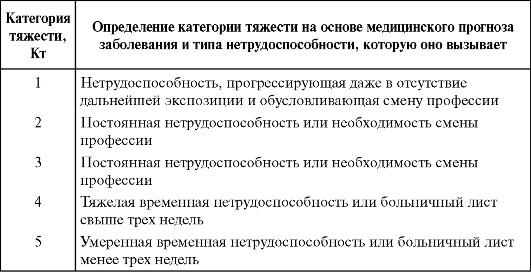 Категория тяжести, Кт
Определение категории тяжести на основе медицинского прогноза
заболевания и типа нетрудоспособности, которую оно вызывает
1
Нетрудоспособность, прогрессирующая даже в отсутствие
дальнейшей экспозиции и обусловливающая смену профессии
2
Постоянная нетрудоспособность или необходимость смены
профессии
3
Постоянная нетрудоспособность или необходимость смены
профессии
4
Тяжелая временная нетрудоспособность или больничный лист
свыше трех недель
5
Умеренная временная нетрудоспособность или больничный лист
менее трех недель